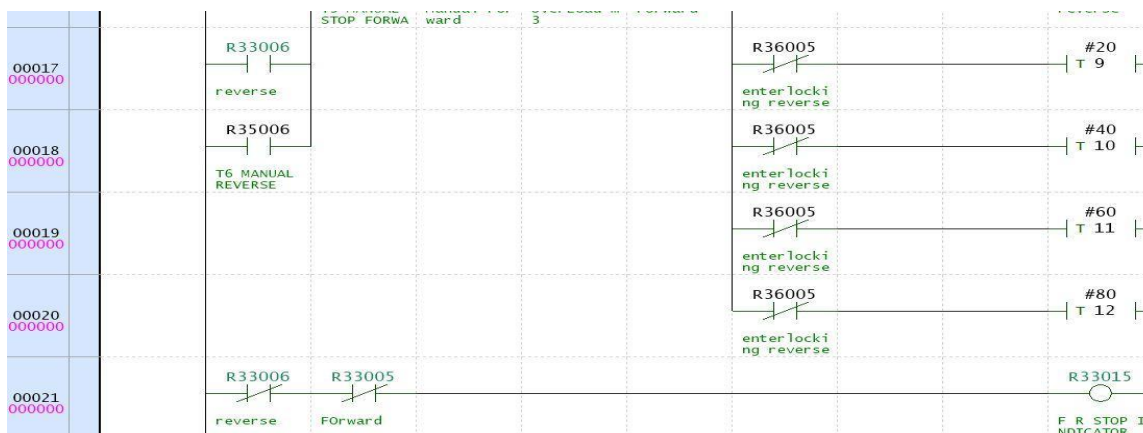 STOP FORWA ward 3
R33006 R36005 #20
00017
000000
T 9
reverse enterlocki
ng reverse
R35006 R36005 #40
00018
000000
T 10
T6 MANUAL enterlocki
REVERSE ng reverse
R36005 #60
00019
000000
T 11
enterlocki
ng reverse
R36005 #80
00020
000000
T 12
enterlocki
ng reverse
R33006 R33005 R33015
00021
000000
reverse FOrward F R STOP I
NDICATOR